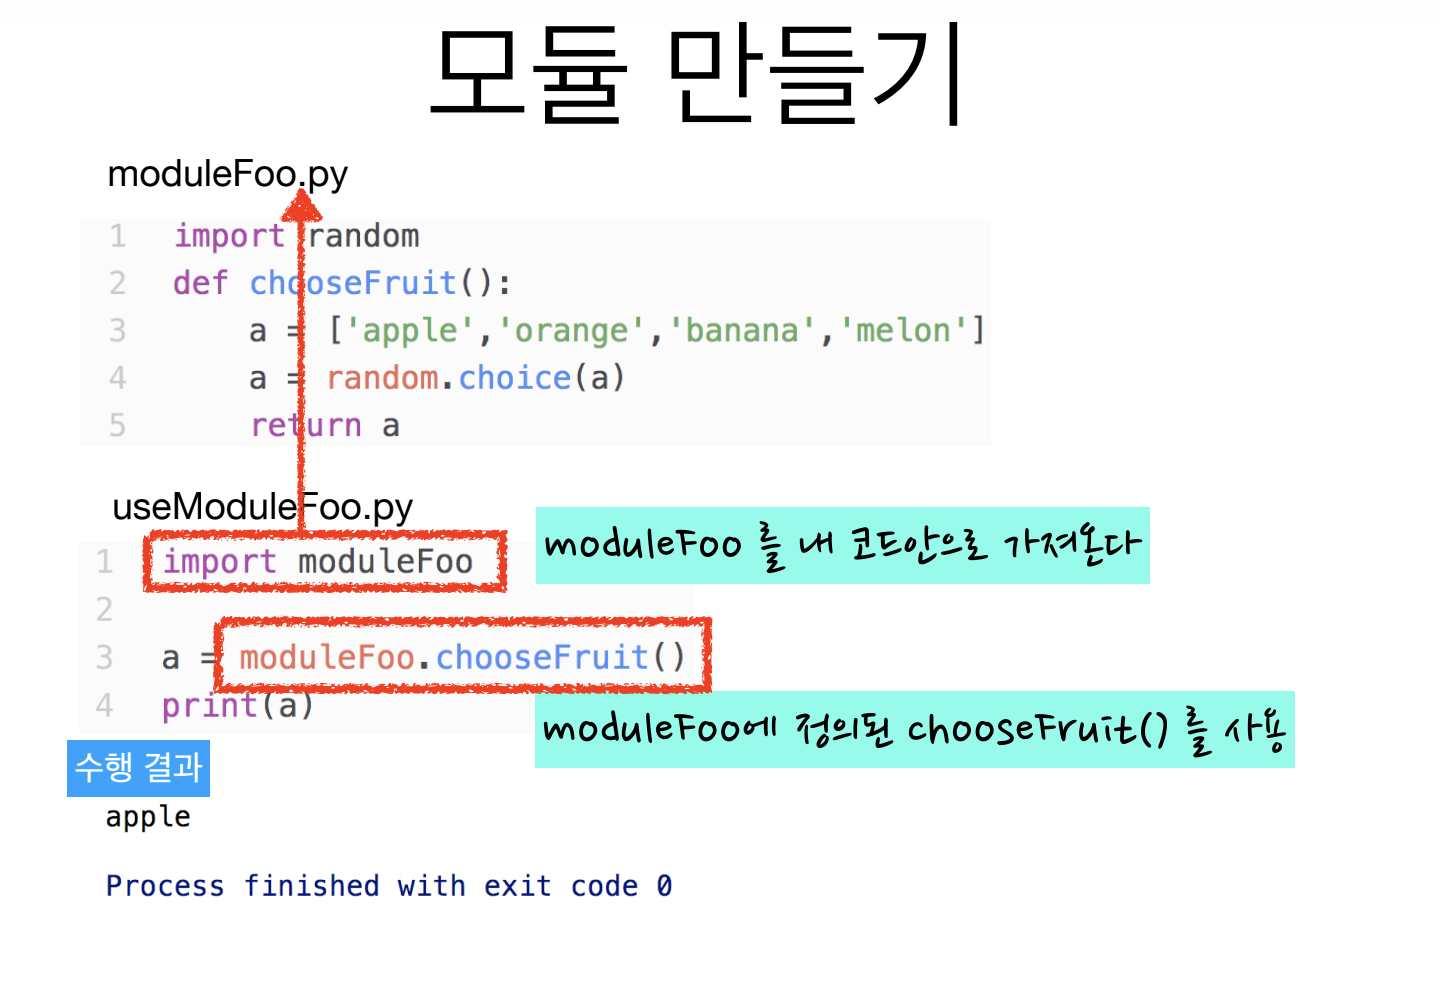 모듈 만들기
moduleFoo.py
1 import random
2 def chooseFruit():
3     a = ['apple','orange','banana','melon']
4     a = random.choice(a)
5     return a
useModuleFoo.py
1 import moduleFoo
moduleFoo 를 내 코드안으로 가져온다
2
3 a = moduleFoo.chooseFruit()
4 print(a)
moduleFoo에 정의된 chooseFruit() 를 사용
수행 결과
apple
Process finished with exit code 0